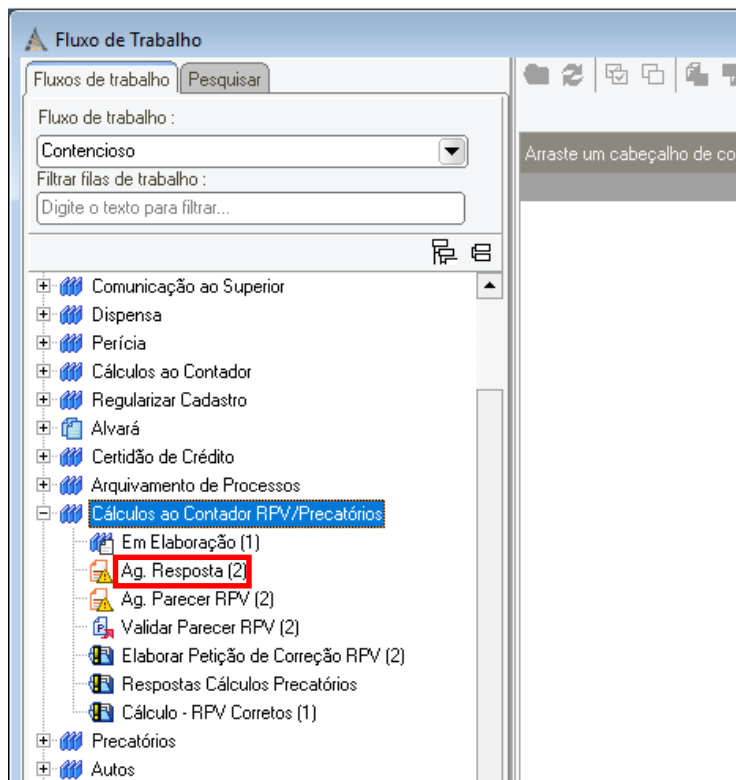 Fluxo de Trabalho
Fluxos de trabalho Pesquisar
Fluxo de trabalho :
Contencioso
Filtrar filas de trabalho :
Digite o texto para filtrar...
Arraste um cabeçalho de co
Comunicação ao Superior
Dispensa
Perícia
Cálculos ao Contador
Regularizar Cadastro
Alvará
Certidão de Crédito
Arquivamento de Processos
Cálculos ao Contador RPV/Precatórios
Em Elaboração (1)
Ag. Resposta (2)
Ag. Parecer RPV (2)
Validar Parecer RPV (2)
Elaborar Petição de Correção RPV (2)
Respostas Cálculos Precatórios
Cálculo - RPV Corretos (1)
Precatórios
Autos